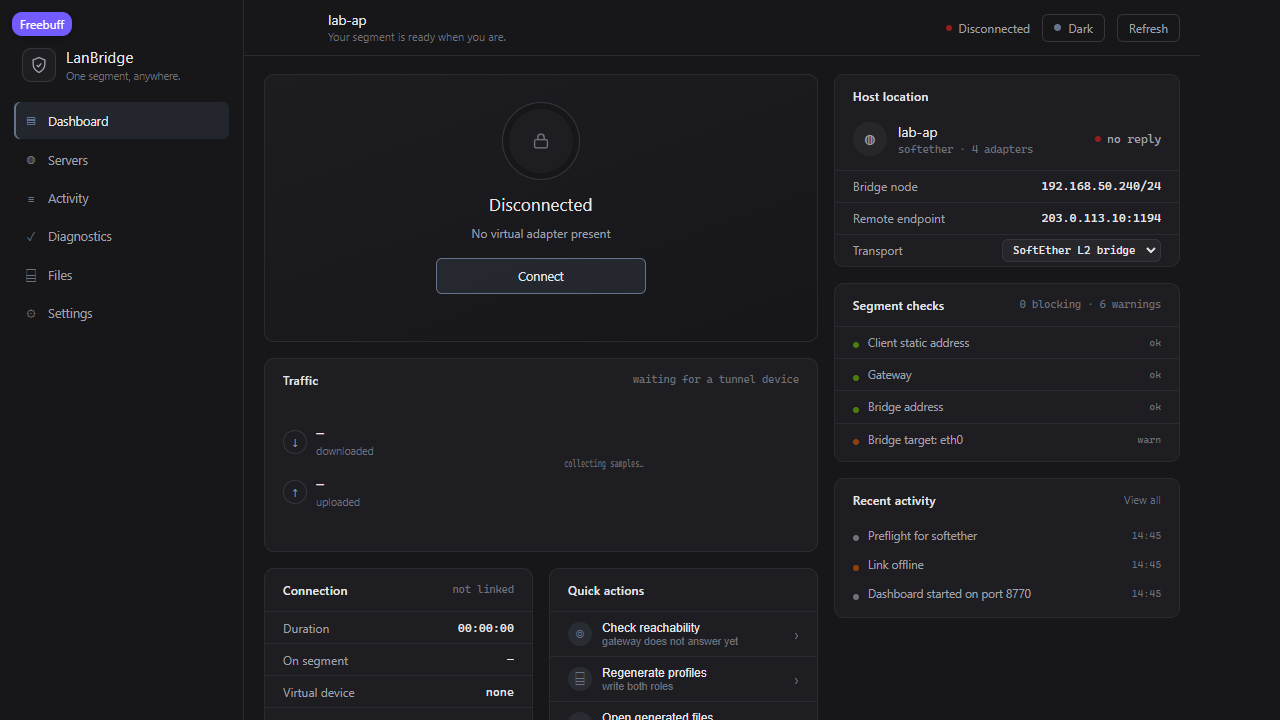 Freebuff
LanBridge
One segment, anywhere.
Dashboard
Servers
Activity
Diagnostics
Files
Settings
lab-ap
Your segment is ready when you are.
Disconnected
Dark
Refresh
Disconnected
No virtual adapter present
Connect
Traffic
waiting for a tunnel device
↓
—
downloaded
↑
—
uploaded
collecting samples…
Connection
not linked
Duration
00:00:00
On segment
—
Virtual device
none
Quick actions
Check reachability
gateway does not answer yet
Regenerate profiles
write both roles
Open generated files
Host location
lab-ap
softether · 4 adapters
no reply
Bridge node
192.168.50.240/24
Remote endpoint
203.0.113.10:1194
Transport
SoftEther L2 bridge
Segment checks
0 blocking · 6 warnings
Client static address
ok
Gateway
ok
Bridge address
ok
Bridge target: eth0
warn
Recent activity
View all
Preflight for softether
14:45
Link offline
14:45
Dashboard started on port 8770
14:45